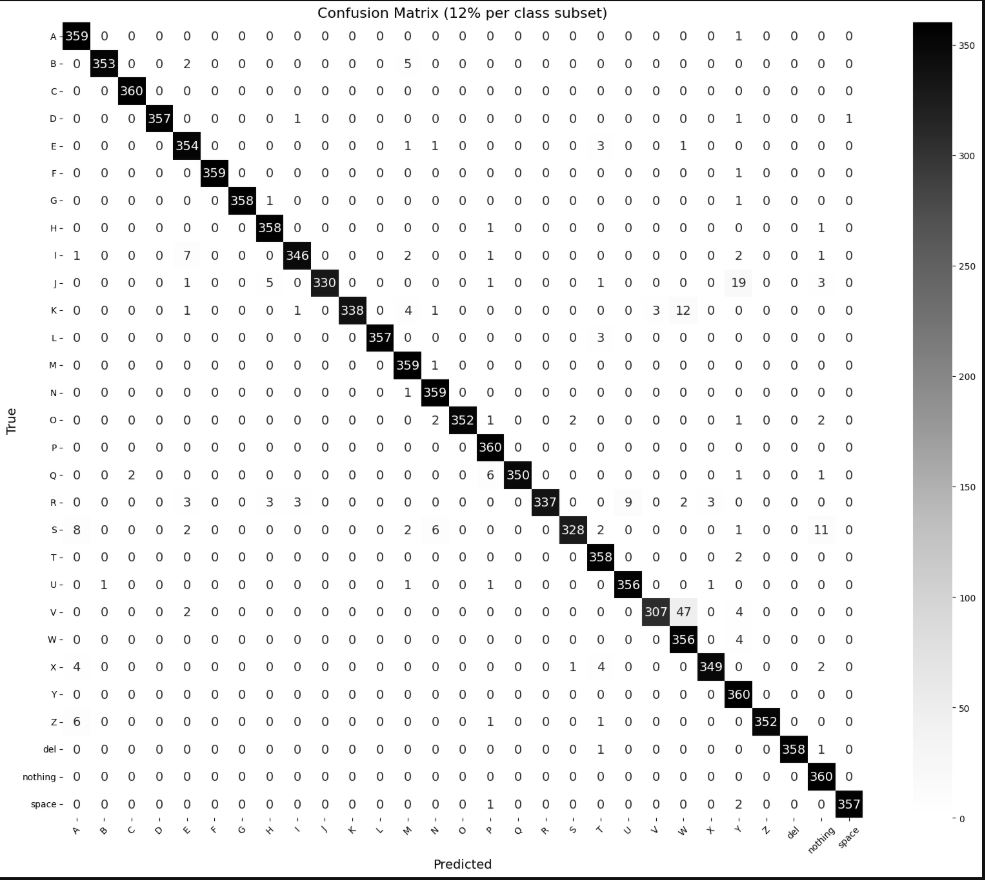 Confusion Matrix (12% per class subset)
A 359 0 0 0 0 0 0 0 0 0 0 0 0 0 0 0 0 0 0 0 0 0 0 0 1 0 0 0 0
B 0 353 0 0 2 0 0 0 0 0 0 0 5 0 0 0 0 0 0 0 0 0 0 0 0 0 0 0 0
C 0 0 360 0 0 0 0 0 0 0 0 0 0 0 0 0 0 0 0 0 0 0 0 0 0 0 0 0 0
D 0 0 0 357 0 0 0 0 1 0 0 0 0 0 0 0 0 0 0 0 0 0 0 0 1 0 0 0 1
E 0 0 0 0 354 0 0 0 0 0 0 0 1 1 0 0 0 0 0 3 0 0 1 0 0 0 0 0 0
F 0 0 0 0 0 359 0 0 0 0 0 0 0 0 0 0 0 0 0 0 0 0 0 0 1 0 0 0 0
G 0 0 0 0 0 0 358 1 0 0 0 0 0 0 0 0 0 0 0 0 0 0 0 0 1 0 0 0 0
H 0 0 0 0 0 0 0 358 0 0 0 0 0 0 0 1 0 0 0 0 0 0 0 0 0 0 0 1 0
I 1 0 0 0 7 0 0 0 346 0 0 0 2 0 0 1 0 0 0 0 0 0 0 0 2 0 0 1 0
J 0 0 0 0 1 0 0 5 0 330 0 0 0 0 0 1 0 0 0 1 0 0 0 0 19 0 0 3 0
K 0 0 0 0 1 0 0 0 1 0 338 0 4 1 0 0 0 0 0 0 0 3 12 0 0 0 0 0 0
L 0 0 0 0 0 0 0 0 0 0 0 357 0 0 0 0 0 0 0 3 0 0 0 0 0 0 0 0 0
M 0 0 0 0 0 0 0 0 0 0 0 0 359 1 0 0 0 0 0 0 0 0 0 0 0 0 0 0 0
N 0 0 0 0 0 0 0 0 0 0 0 0 1 359 0 0 0 0 0 0 0 0 0 0 0 0 0 0 0
O 0 0 0 0 0 0 0 0 0 0 0 0 0 2 352 1 0 0 2 0 0 0 0 0 1 0 0 2 0
P 0 0 0 0 0 0 0 0 0 0 0 0 0 0 0 360 0 0 0 0 0 0 0 0 0 0 0 0 0
Q 0 0 2 0 0 0 0 0 0 0 0 0 0 0 0 6 350 0 0 0 0 0 0 0 1 0 0 1 0
R 0 0 0 0 3 0 0 3 3 0 0 0 0 0 0 0 0 337 0 0 9 0 2 3 0 0 0 0 0
S 8 0 0 0 2 0 0 0 0 0 0 0 2 6 0 0 0 0 328 2 0 0 0 0 1 0 0 11 0
T 0 0 0 0 0 0 0 0 0 0 0 0 0 0 0 0 0 0 0 358 0 0 0 0 2 0 0 0 0
U 0 1 0 0 0 0 0 0 0 0 0 0 1 0 0 1 0 0 0 0 356 0 0 1 0 0 0 0 0
V 0 0 0 0 2 0 0 0 0 0 0 0 0 0 0 0 0 0 0 0 0 307 47 0 4 0 0 0 0
W 0 0 0 0 0 0 0 0 0 0 0 0 0 0 0 0 0 0 0 0 0 0 356 0 4 0 0 0 0
X 4 0 0 0 0 0 0 0 0 0 0 0 0 0 0 0 0 0 1 4 0 0 0 349 0 0 0 2 0
Y 0 0 0 0 0 0 0 0 0 0 0 0 0 0 0 0 0 0 0 0 0 0 0 0 360 0 0 0 0
Z 6 0 0 0 0 0 0 0 0 0 0 0 0 0 0 1 0 0 0 1 0 0 0 0 0 352 0 0 0
del 0 0 0 0 0 0 0 0 0 0 0 0 0 0 0 0 0 0 0 1 0 0 0 0 0 0 358 1 0
nothing 0 0 0 0 0 0 0 0 0 0 0 0 0 0 0 0 0 0 0 0 0 0 0 0 0 0 0 360 0
space 0 0 0 0 0 0 0 0 0 0 0 0 0 0 0 1 0 0 0 0 0 0 0 0 2 0 0 0 357
A B C D E F G H I J K L M N O P Q R S T U V W X Y Z del nothing space
Predicted
True
350
300
250
200
150
100
50
0